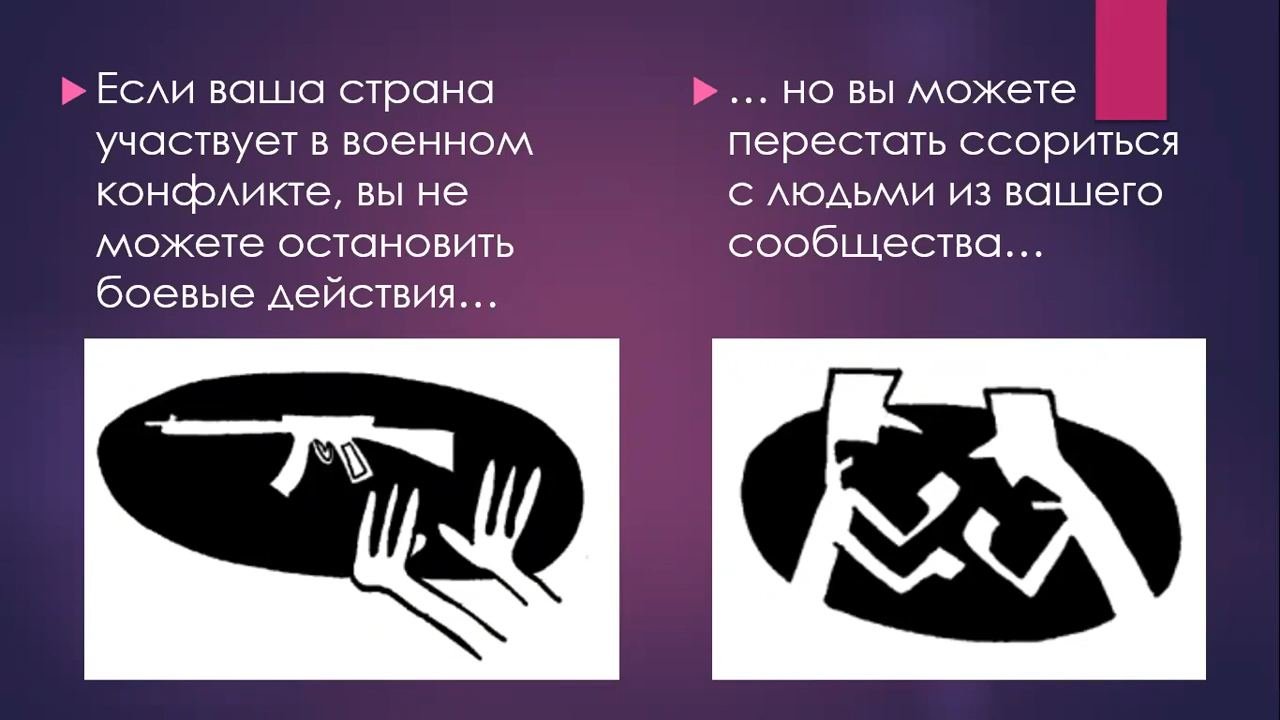 Если ваша страна
участвует в военном
конфликте, вы не
можете остановить
боевые действия…
… но вы можете
перестать ссориться
с людьми из вашего
сообщества…